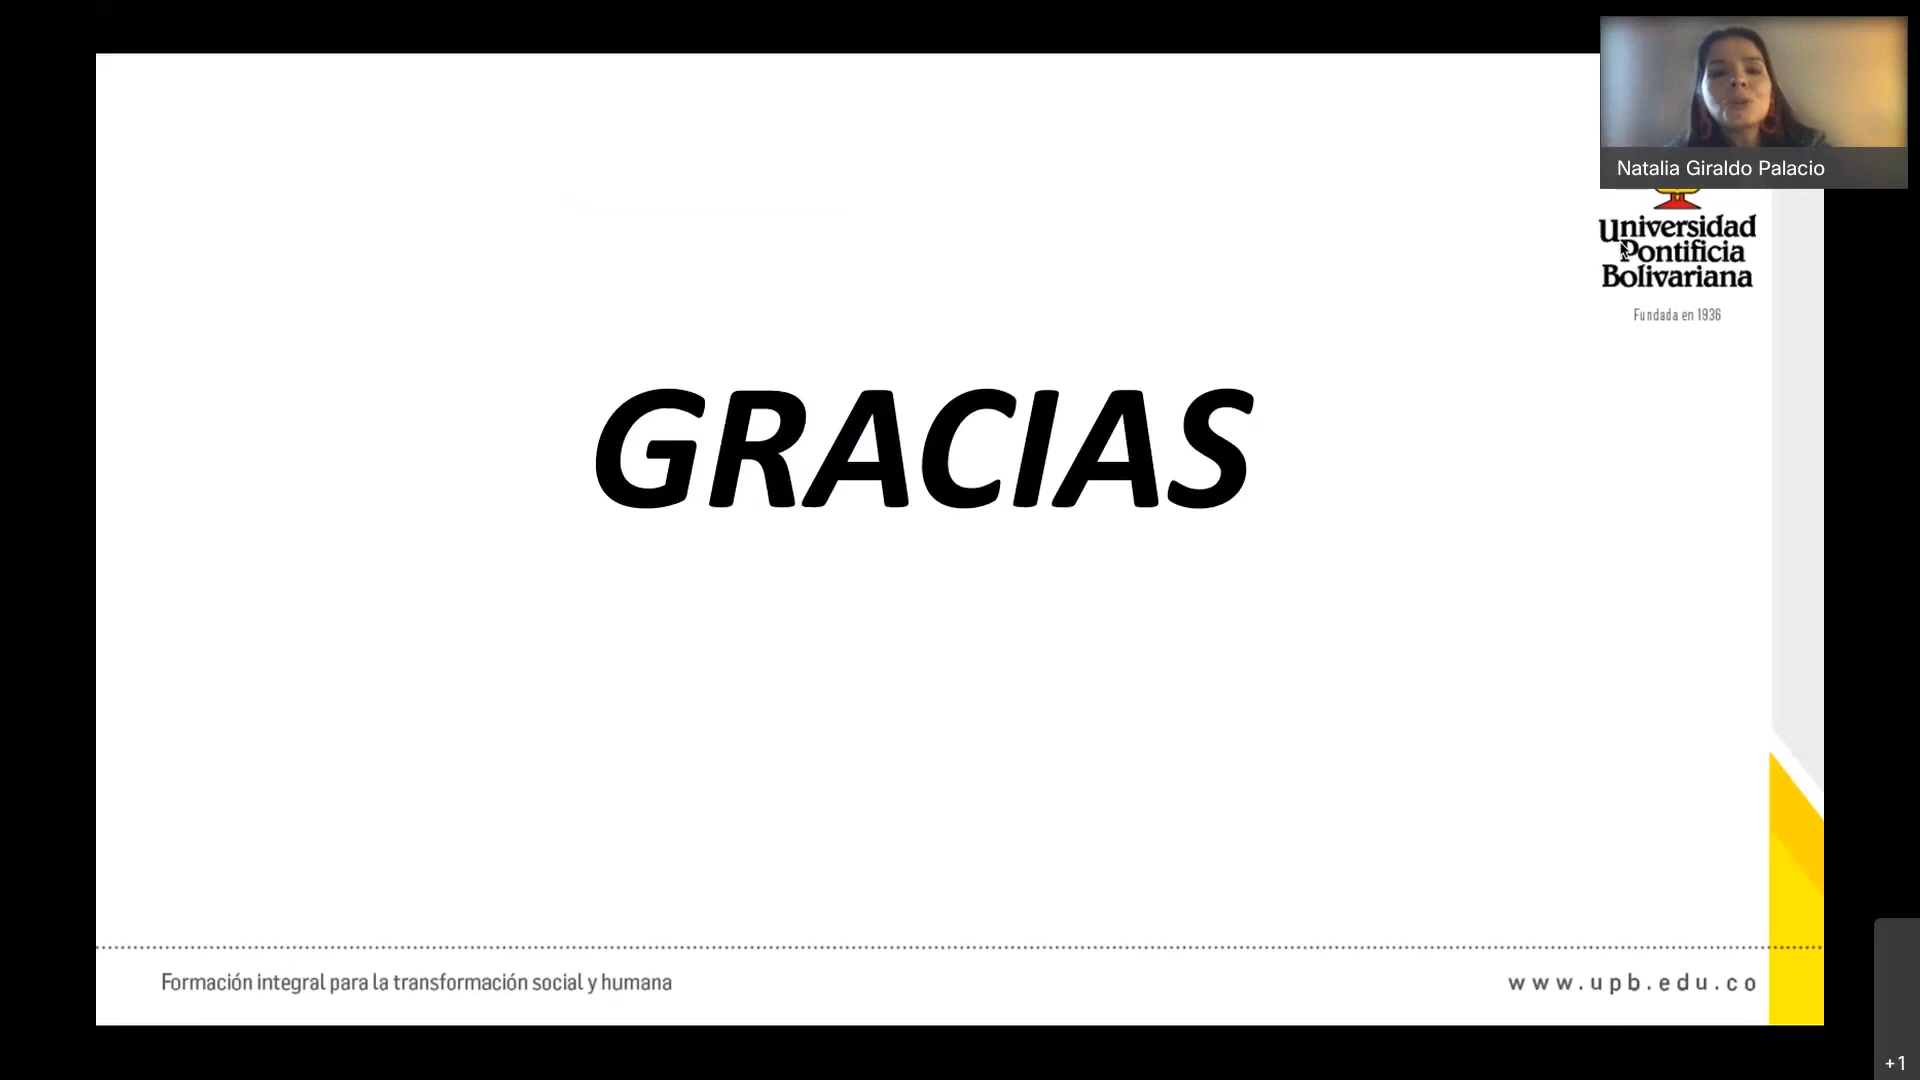 Natalia Giraldo Palacio
Universidad
Pontificia
Bolivariana
Fundada en 1936
GRACIAS
Formación integral para la transformación social y humana
www.upb.edu.co
+1